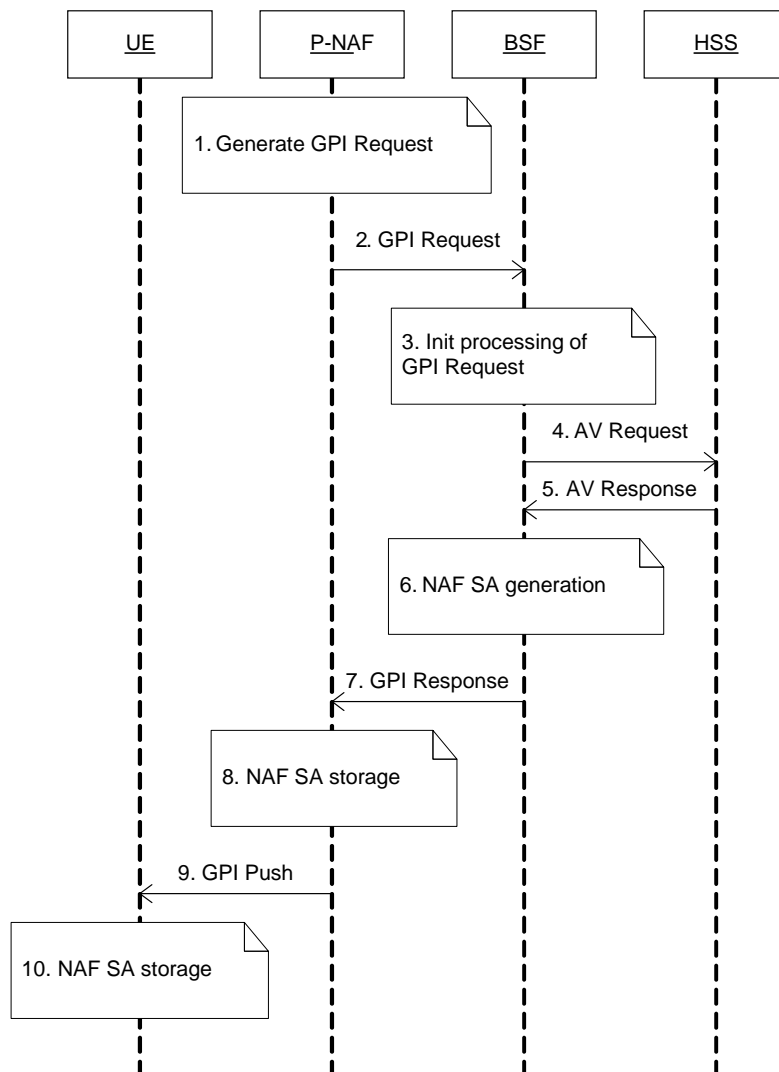 UE
P-NAF
BSF
HSS
1. Generate GPI Request
2. GPI Request
3. Init processing of
GPI Request
4. AV Request
5. AV Response
6. NAF SA generation
7. GPI Response
8. NAF SA storage
9. GPI Push
10. NAF SA storage